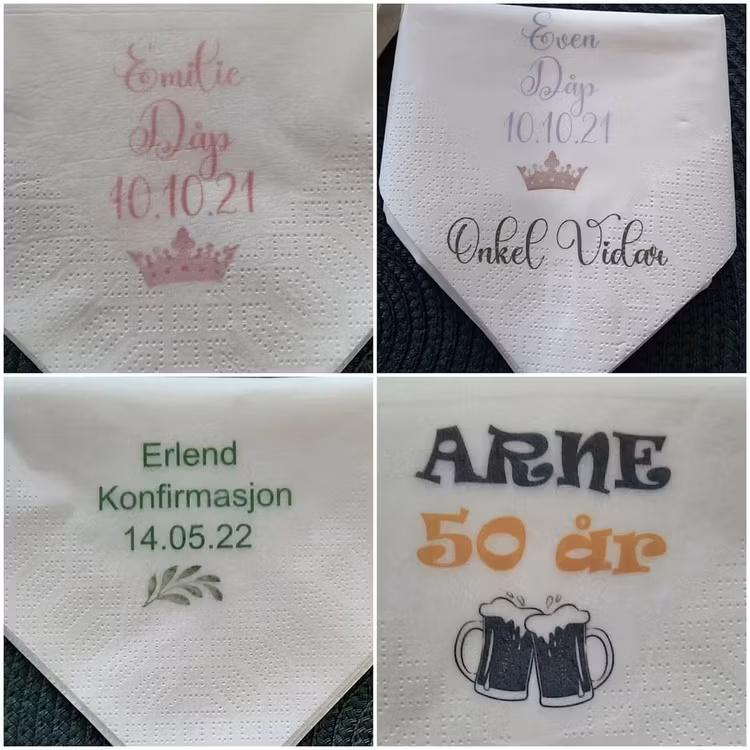 Emilie
Dåp
10.10.21
Even
Dåp
10.10.21
Onkel Vidar
Erlend
Konfirmasjon
14.05.22
ARNE
50 år